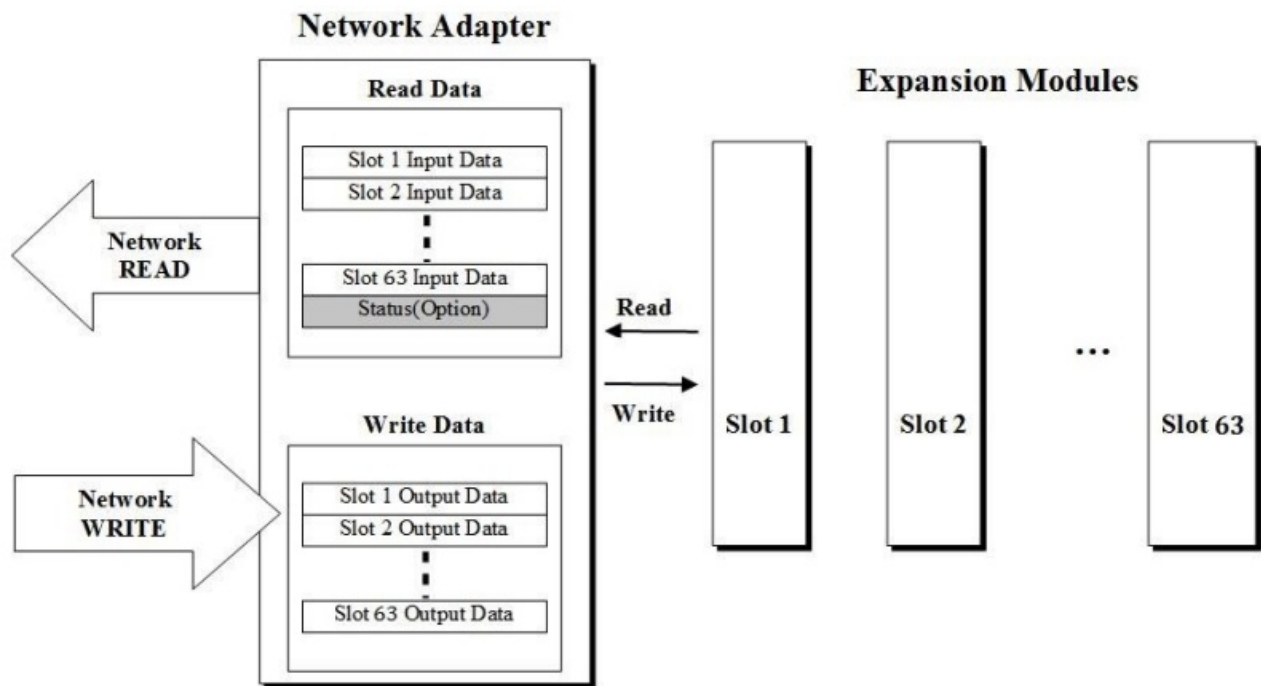 Network Adapter
Read Data
Slot 1 Input Data
Slot 2 Input Data
Slot 63 Input Data
Status(Option)
Network
READ
Write Data
Slot 1 Output Data
Slot 2 Output Data
Slot 63 Output Data
Network
WRITE
Read
Write
Expansion Modules
Slot 1
Slot 2
...
Slot 63